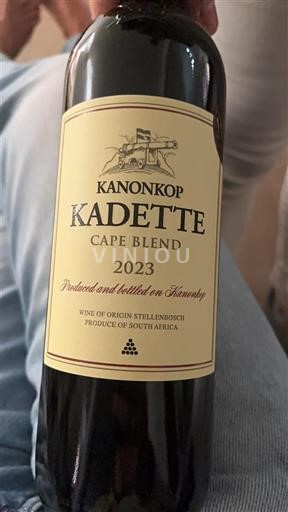 KANONKOP
KADETTE
CAPE BLEND
VINIOU
2023
Produced and bottled on Kanonkop
WINE OF ORIGIN STELLENBOSCH
PRODUCE OF SOUTH AFRICA